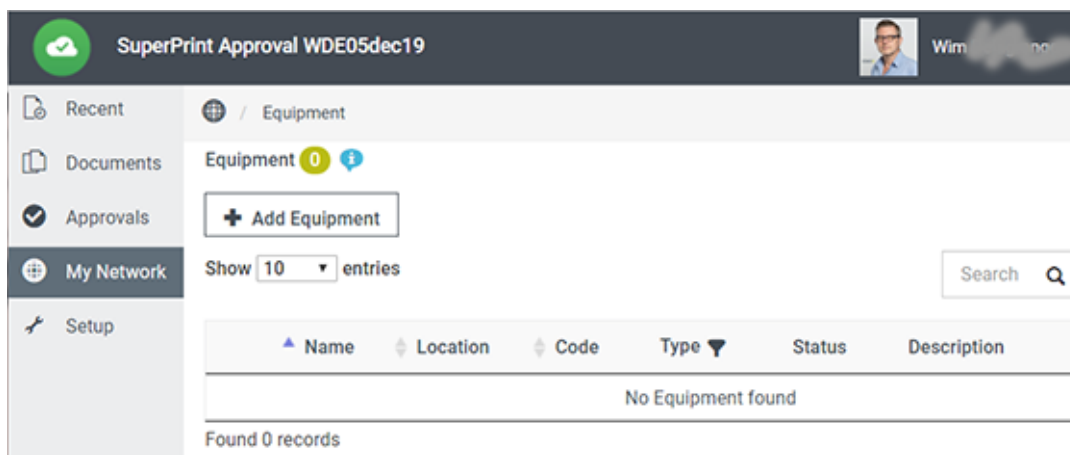 SuperPrint Approval WDE05dec19
Wim
Recent
/ Equipment
Documents
Equipment 0
Approvals
+ Add Equipment
My Network
Show 10 entries
Search
Setup
Name Location Code Type Status Description
No Equipment found
Found 0 records